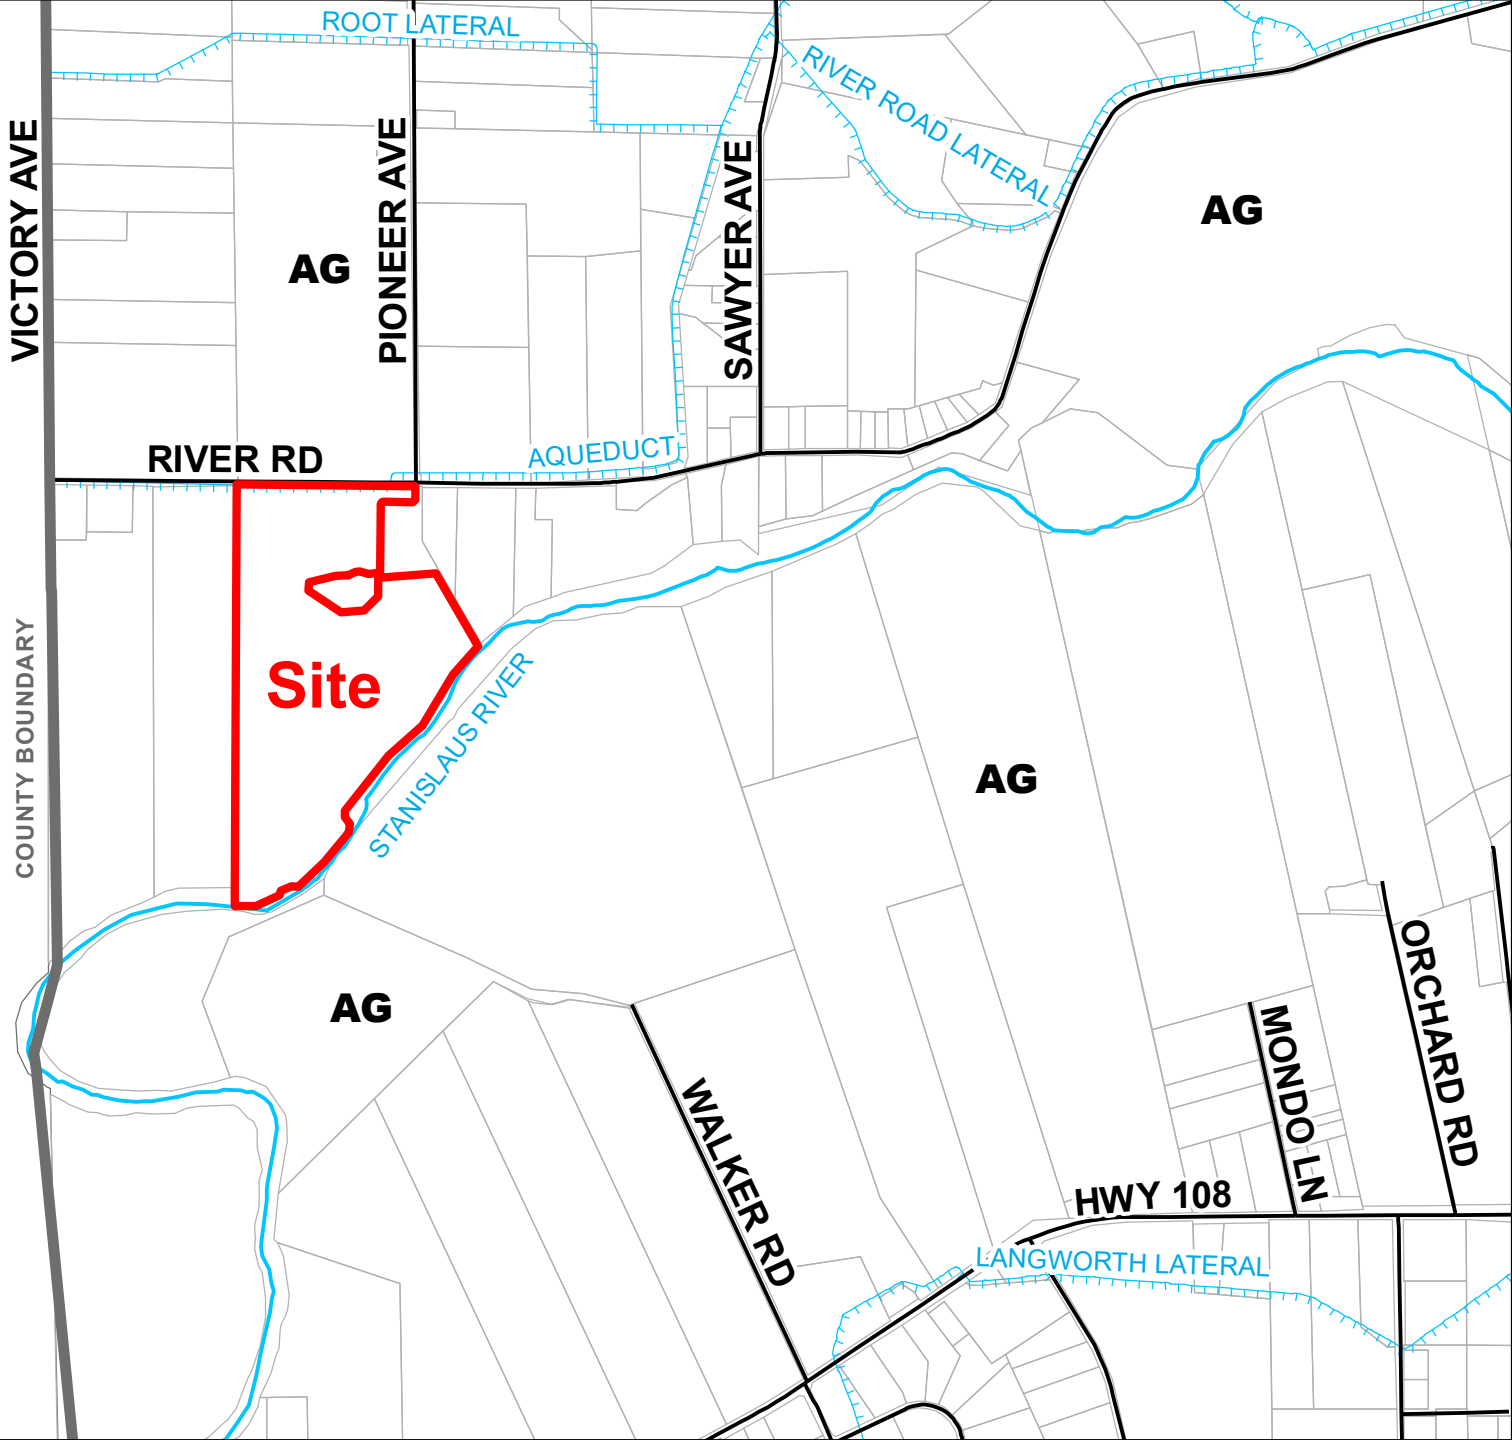 ROOT LATERAL
RIVER ROAD LATERAL
VICTORY AVE
PIONEER AVE
SAWYER AVE
AG
AG
RIVER RD
AQUEDUCT
COUNTY BOUNDARY
Site
STANISLAUS RIVER
AG
AG
ORCHARD RD
MONDO LN
WALKER RD
HWY 108
LANGWORTH LATERAL